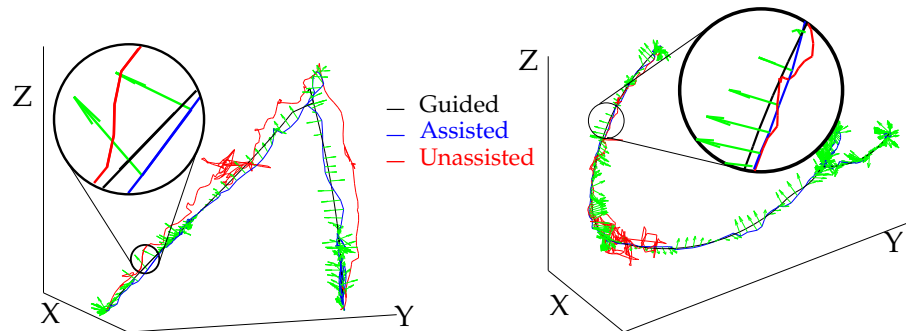 Z
Guided
Assisted
Unassisted
X
Y
Z
X
Y